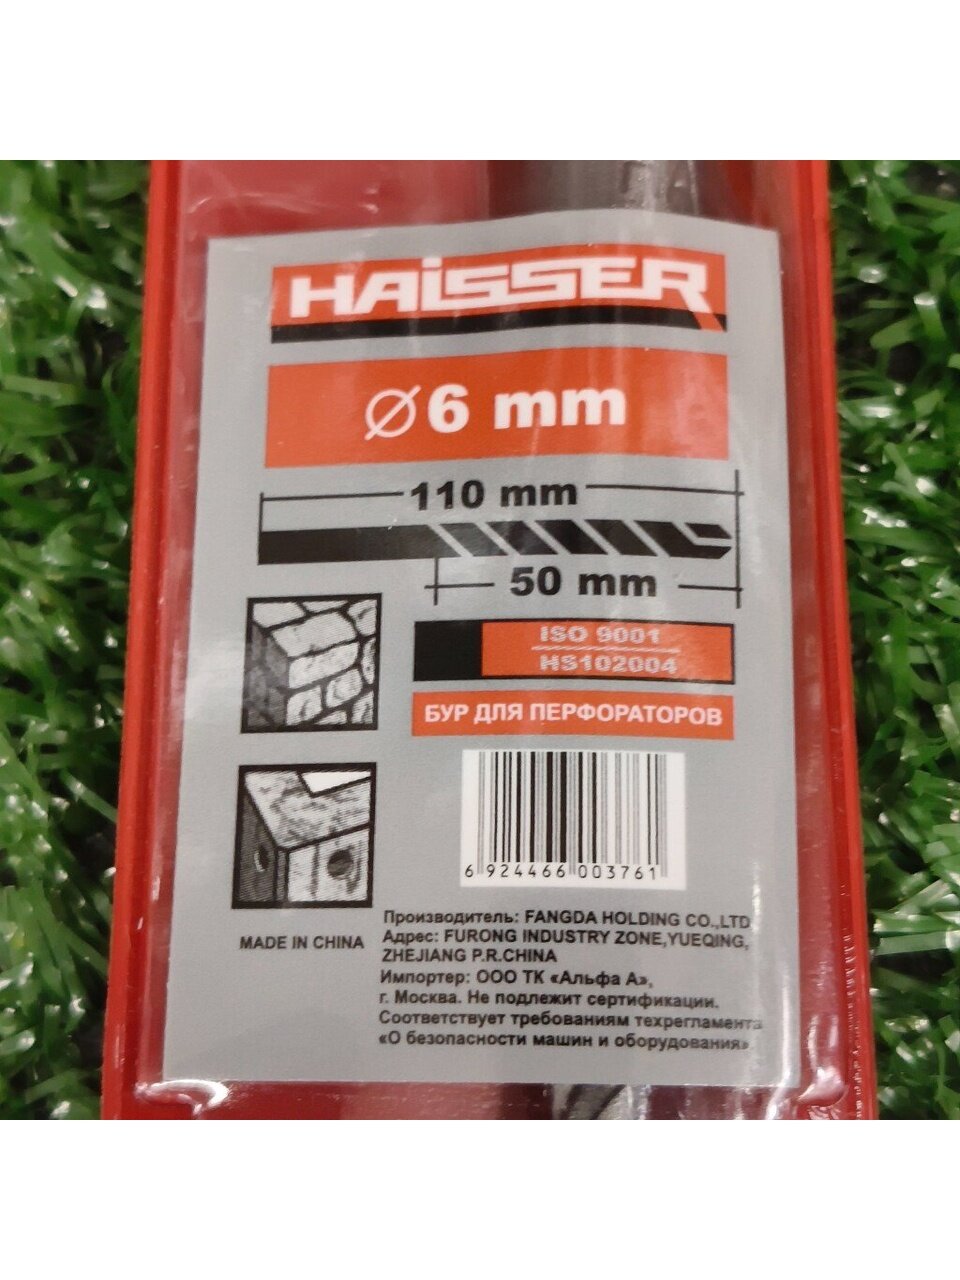 HAISSER
Ø6 mm
110 mm
50 mm
ISO 9001
HS102004
БУР ДЛЯ ПЕРФОРАТОРОВ
6 924466 003761
MADE IN CHINA
Производитель: FANGDA HOLDING CO.,LTD
Адрес: FURONG INDUSTRY ZONE,YUEQING,
ZHEJIANG P.R.CHINA
Импортер: ООО ТК «Альфа А»,
г. Москва. Не подлежит сертификации.
Соответствует требованиям техрегламента
«О безопасности машин и оборудования».